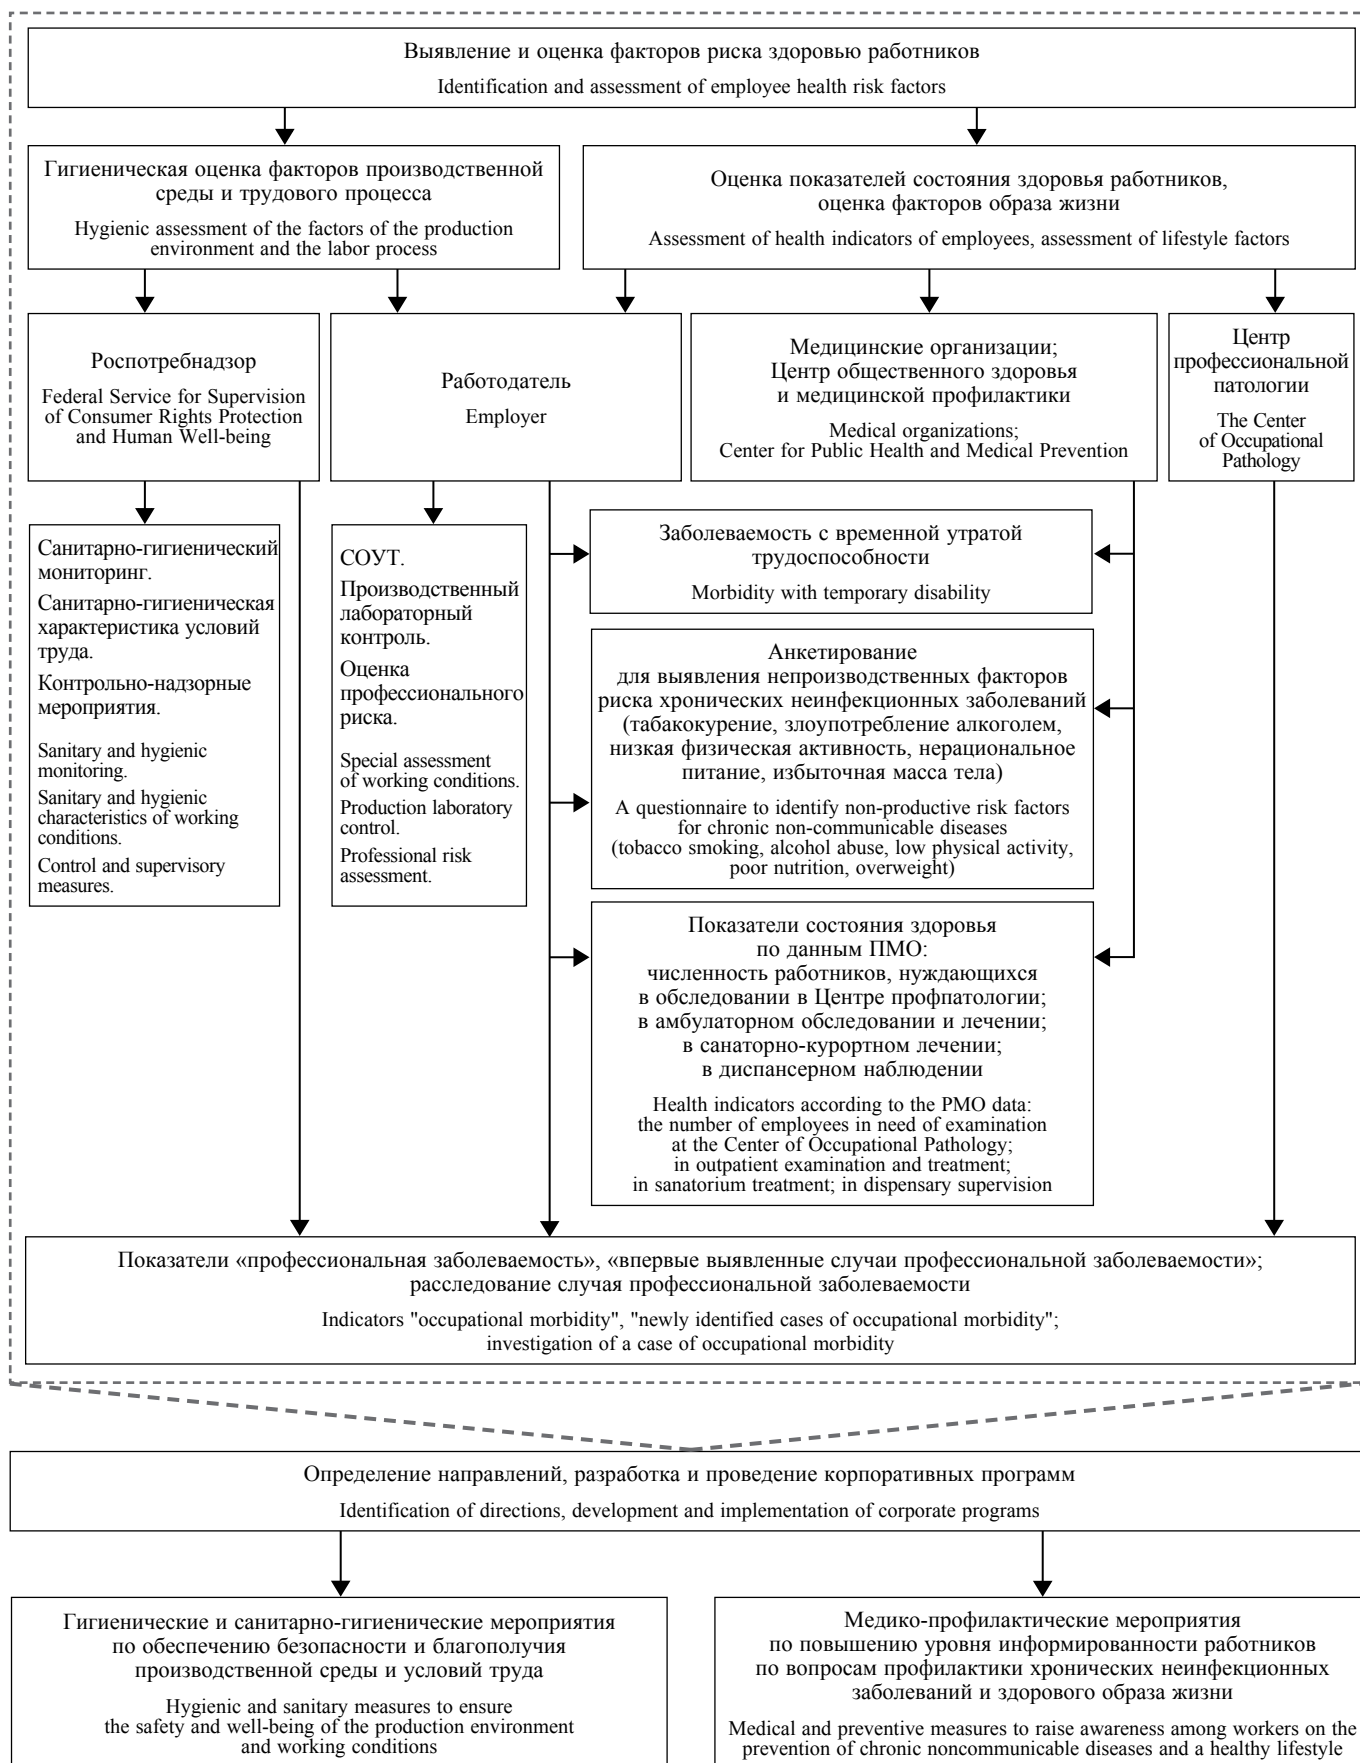 Выявление и оценка факторов риска здоровью работников
Identification and assessment of employee health risk factors
Гигиеническая оценка факторов производственной
среды и трудового процесса
Hygienic assessment of the factors of the production
environment and the labor process
Оценка показателей состояния здоровья работников,
оценка факторов образа жизни
Assessment of health indicators of employees, assessment of lifestyle factors
Роспотребнадзор
Federal Service for Supervision
of Consumer Rights Protection
and Human Well-being
Работодатель
Employer
Медицинские организации;
Центр общественного здоровья
и медицинской профилактики
Medical organizations;
Center for Public Health and Medical Prevention
Центр
профессиональной
патологии
The Center
of Occupational
Pathology
Санитарно-гигиенический
мониторинг.
Санитарно-гигиеническая
характеристика условий
труда.
Контрольно-надзорные
мероприятия.
Sanitary and hygienic
monitoring.
Sanitary and hygienic
characteristics of working
conditions.
Control and supervisory
measures.
СОУТ.
Производственный
лабораторный
контроль.
Оценка
профессионального
риска.
Special assessment
of working conditions.
Production laboratory
control.
Professional risk
assessment.
Заболеваемость с временной утратой
трудоспособности
Morbidity with temporary disability
Анкетирование
для выявления непроизводственных факторов
риска хронических неинфекционных заболеваний
(табакокурение, злоупотребление алкоголем,
низкая физическая активность, нерациональное
питание, избыточная масса тела)
A questionnaire to identify non-productive risk factors
for chronic non-communicable diseases
(tobacco smoking, alcohol abuse, low physical activity,
poor nutrition, overweight)
Показатели состояния здоровья
по данным ПМО:
численность работников, нуждающихся
в обследовании в Центре профпатологии;
в амбулаторном обследовании и лечении;
в санаторно-курортном лечении;
в диспансерном наблюдении
Health indicators according to the PMO data:
the number of employees in need of examination
at the Center of Occupational Pathology;
in outpatient examination and treatment;
in sanatorium treatment; in dispensary supervision
Показатели «профессиональная заболеваемость», «впервые выявленные случаи профессиональной заболеваемости»;
расследование случая профессиональной заболеваемости
Indicators "occupational morbidity", "newly identified cases of occupational morbidity";
investigation of a case of occupational morbidity
Определение направлений, разработка и проведение корпоративных программ
Identification of directions, development and implementation of corporate programs
Гигиенические и санитарно-гигиенические мероприятия
по обеспечению безопасности и благополучия
производственной среды и условий труда
Hygienic and sanitary measures to ensure
the safety and well-being of the production environment
and working conditions
Медико-профилактические мероприятия
по повышению уровня информированности работников
по вопросам профилактики хронических неинфекционных
заболеваний и здорового образа жизни
Medical and preventive measures to raise awareness among workers on the
prevention of chronic noncommunicable diseases and a healthy lifestyle